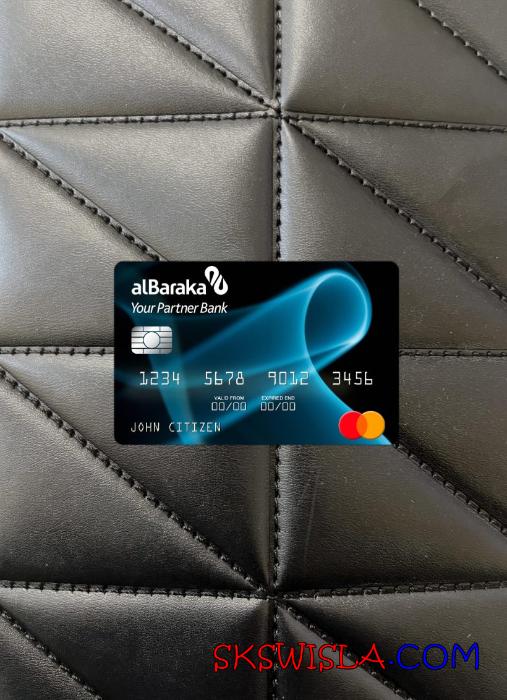 alBaraka
Your Partner Bank
1234 5678 9012 3456
VALID FROM EXPIRED END
00/00 00/00
JOHN CITIZEN
SKSWISLA.COM